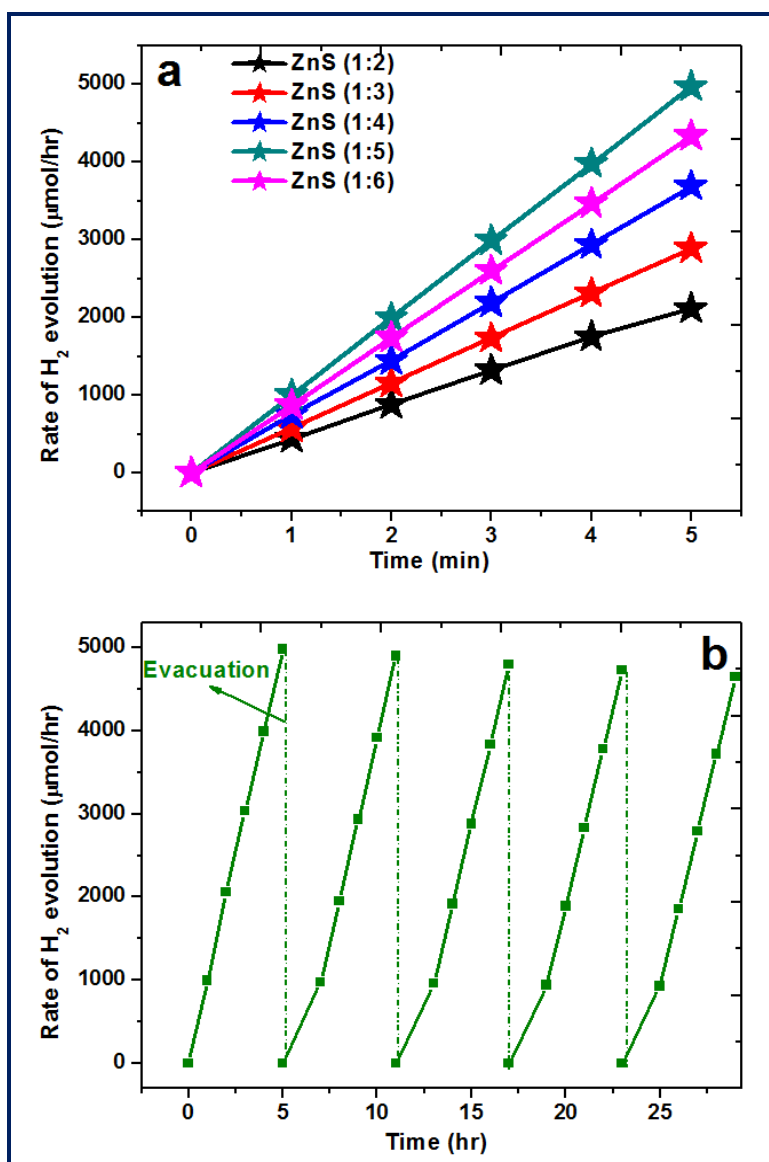 a
ZnS (1:2)
ZnS (1:3)
ZnS (1:4)
ZnS (1:5)
ZnS (1:6)
Rate of H₂ evolution (µmol/hr)
5000
4000
3000
2000
1000
0
0 1 2 3 4 5
Time (min)
b
Evacuation
Rate of H₂ evolution (µmol/hr)
5000
4000
3000
2000
1000
0
0 5 10 15 20 25
Time (hr)